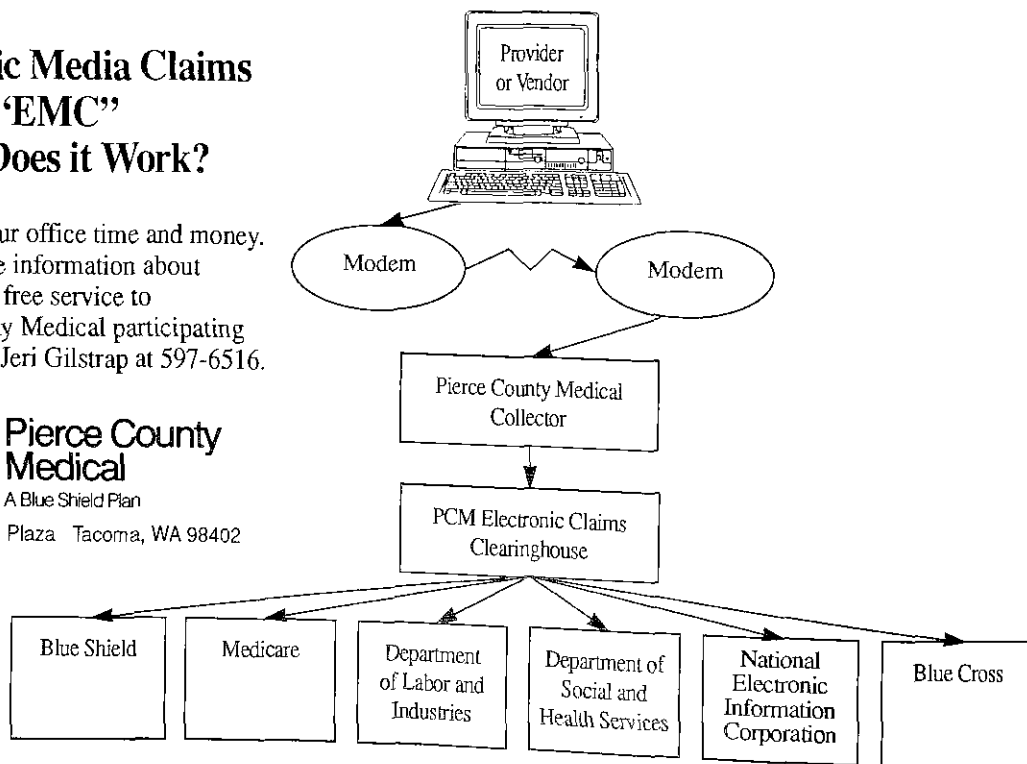 ic Media Claims
“EMC”
Does it Work?
ur office time and money.
e information about
free service to
y Medical participating
Jeri Gilstrap at 597-6516.
Pierce County
Medical
A Blue Shield Plan
Plaza Tacoma, WA 98402
Provider
or Vendor
Modem
Modem
Pierce County Medical
Collector
PCM Electronic Claims
Clearinghouse
Blue Shield
Medicare
Department
of Labor and
Industries
Department of
Social and
Health Services
National
Electronic
Information
Corporation
Blue Cross